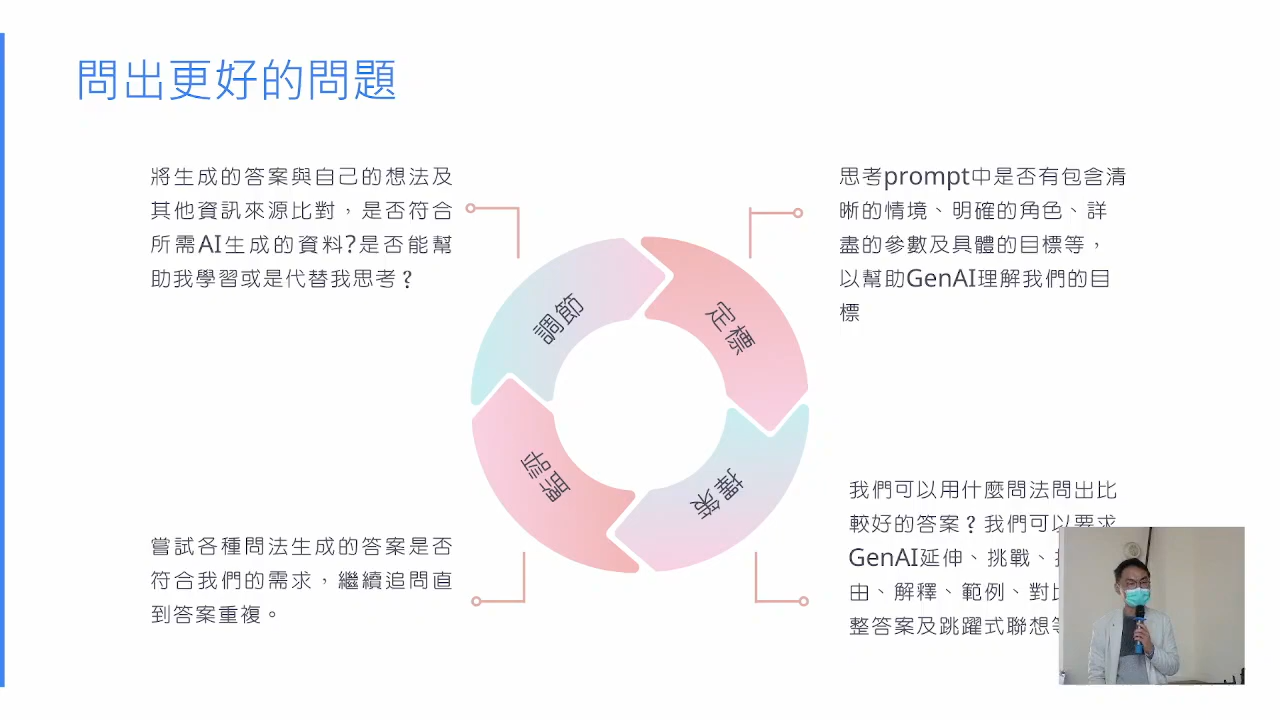 問出更好的問題
將生成的答案與自己的想法及
其他資訊來源比對，是否符合
所需AI生成的資料?是否能幫
助我學習或是代替我思考？
思考prompt中是否有包含清
晰的情境、明確的角色、詳
盡的參數及具體的目標等，
以幫助GenAI理解我們的目
標
調節
定標
監評
擇策
嘗試各種問法生成的答案是否
符合我們的需求，繼續追問直
到答案重複。
我們可以用什麼問法問出比
較好的答案？我們可以要求
GenAI延伸、挑戰、
由、解釋、範例、對
整答案及跳躍式聯想